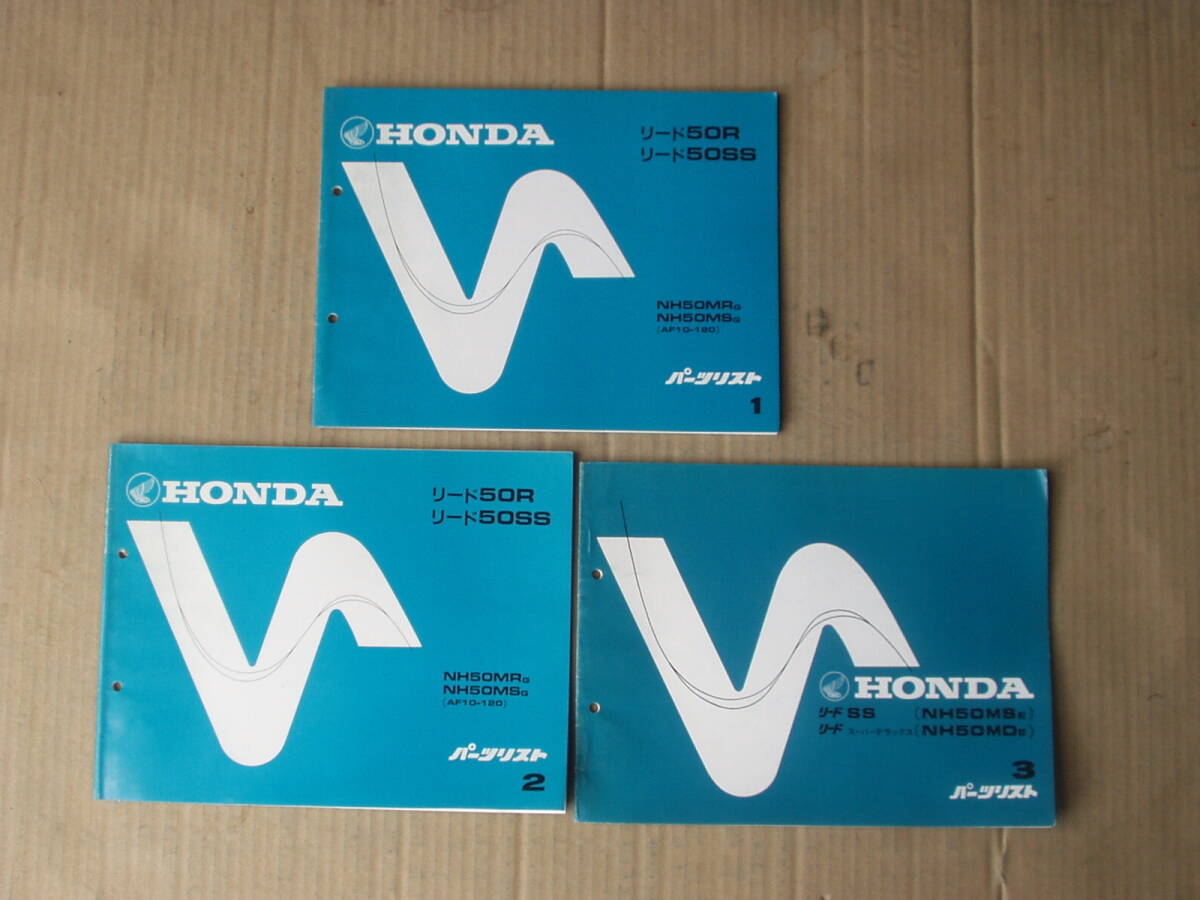 HONDA
リード50R
リード50SS
NH50MRG
NH50MSG
(AF10-120)
パーツリスト
1
HONDA
リード50R
リード50SS
NH50MRG
NH50MSG
(AF10-120)
パーツリスト
2
HONDA
リード SS (NH50MSE)
リード スーパーデラックス (NH50MDE)
3
パーツリスト